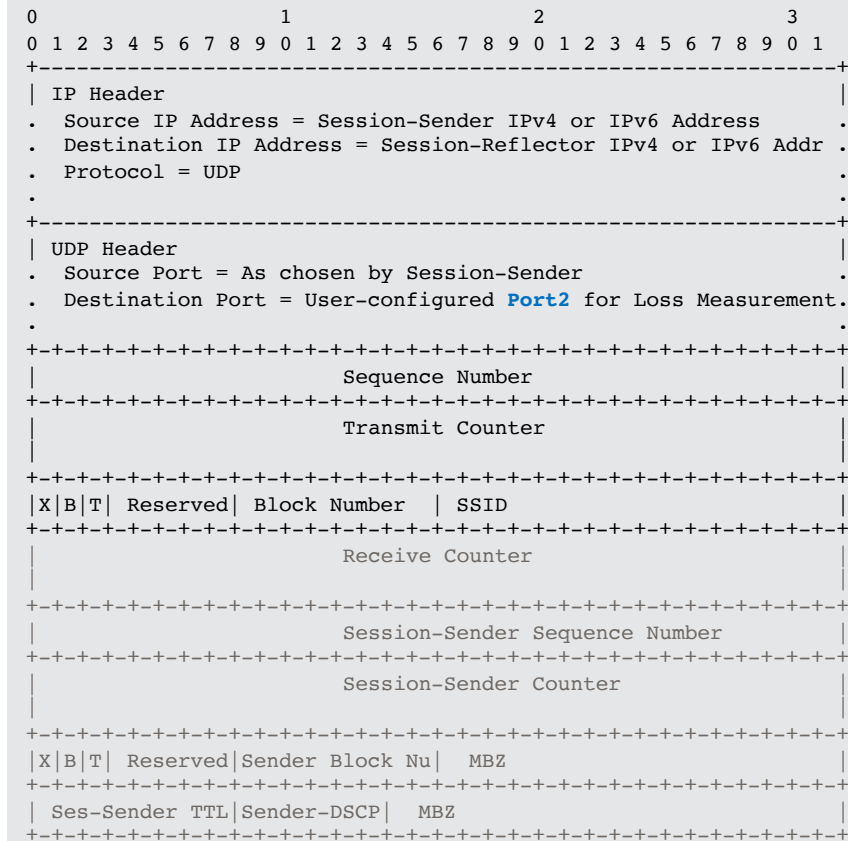 0 1 2 3
0 1 2 3 4 5 6 7 8 9 0 1 2 3 4 5 6 7 8 9 0 1 2 3 4 5 6 7 8 9 0 1
+---------------------------------------------------------------+
| IP Header |
. Source IP Address = Session-Sender IPv4 or IPv6 Address .
. Destination IP Address = Session-Reflector IPv4 or IPv6 Addr .
. Protocol = UDP .
. .
+---------------------------------------------------------------+
| UDP Header |
. Source Port = As chosen by Session-Sender .
. Destination Port = User-configured Port2 for Loss Measurement.
. .
+-+-+-+-+-+-+-+-+-+-+-+-+-+-+-+-+-+-+-+-+-+-+-+-+-+-+-+-+-+-+-+-+
| Sequence Number |
+-+-+-+-+-+-+-+-+-+-+-+-+-+-+-+-+-+-+-+-+-+-+-+-+-+-+-+-+-+-+-+-+
| Transmit Counter |
| |
+-+-+-+-+-+-+-+-+-+-+-+-+-+-+-+-+-+-+-+-+-+-+-+-+-+-+-+-+-+-+-+-+
|X|B|T| Reserved| Block Number | SSID |
+-+-+-+-+-+-+-+-+-+-+-+-+-+-+-+-+-+-+-+-+-+-+-+-+-+-+-+-+-+-+-+-+
| Receive Counter |
| |
+-+-+-+-+-+-+-+-+-+-+-+-+-+-+-+-+-+-+-+-+-+-+-+-+-+-+-+-+-+-+-+-+
| Session-Sender Sequence Number |
+-+-+-+-+-+-+-+-+-+-+-+-+-+-+-+-+-+-+-+-+-+-+-+-+-+-+-+-+-+-+-+-+
| Session-Sender Counter |
| |
+-+-+-+-+-+-+-+-+-+-+-+-+-+-+-+-+-+-+-+-+-+-+-+-+-+-+-+-+-+-+-+-+
|X|B|T| Reserved|Sender Block Nu| MBZ |
+-+-+-+-+-+-+-+-+-+-+-+-+-+-+-+-+-+-+-+-+-+-+-+-+-+-+-+-+-+-+-+-+
| Ses-Sender TTL|Sender-DSCP| MBZ |
+-+-+-+-+-+-+-+-+-+-+-+-+-+-+-+-+-+-+-+-+-+-+-+-+-+-+-+-+-+-+-+-+